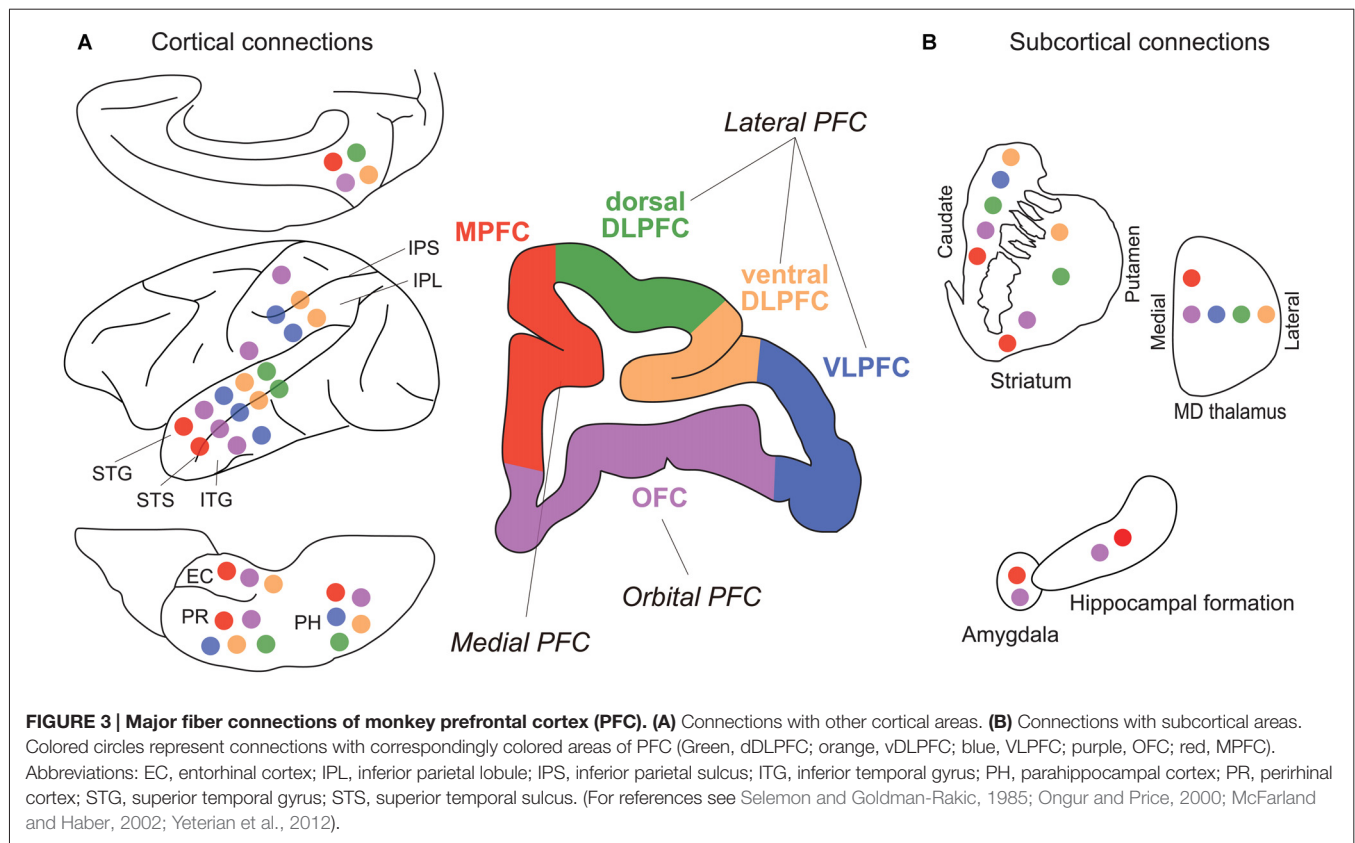 A Cortical connections
B Subcortical connections
Lateral PFC
dorsal
DLPFC
MPFC
ventral
DLPFC
VLPFC
OFC
Orbital PFC
Medial PFC
IPS
IPL
STG
STS
ITG
EC
PR
PH
Caudate
Putamen
Striatum
Medial
Lateral
MD thalamus
Hippocampal formation
Amygdala
FIGURE 3 | Major fiber connections of monkey prefrontal cortex (PFC). (A) Connections with other cortical areas. (B) Connections with subcortical areas.
Colored circles represent connections with correspondingly colored areas of PFC (Green, dDLPFC; orange, vDLPFC; blue, VLPFC; purple, OFC; red, MPFC).
Abbreviations: EC, entorhinal cortex; IPL, inferior parietal lobule; IPS, inferior parietal sulcus; ITG, inferior temporal gyrus; PH, parahippocampal cortex; PR, perirhinal
cortex; STG, superior temporal gyrus; STS, superior temporal sulcus. (For references see Selemon and Goldman-Rakic, 1985; Ongur and Price, 2000; McFarland
and Haber, 2002; Yeterian et al., 2012).